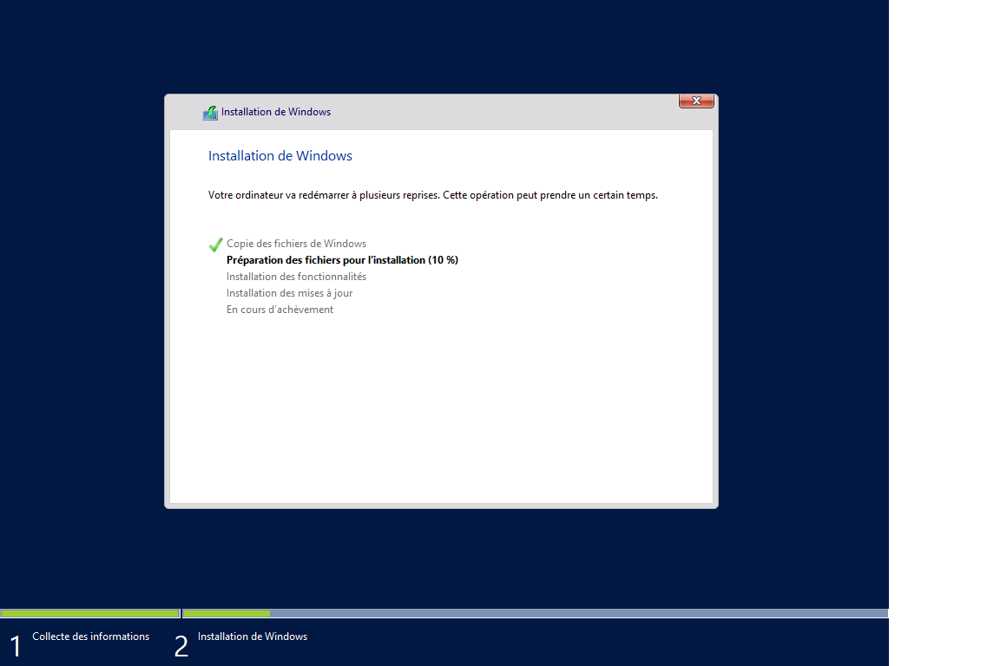 Installation de Windows
Installation de Windows
Votre ordinateur va redémarrer à plusieurs reprises. Cette opération peut prendre un certain temps.
Copie des fichiers de Windows
Préparation des fichiers pour l'installation (10 %)
Installation des fonctionnalités
Installation des mises à jour
En cours d'achèvement
1 Collecte des informations 2 Installation de Windows